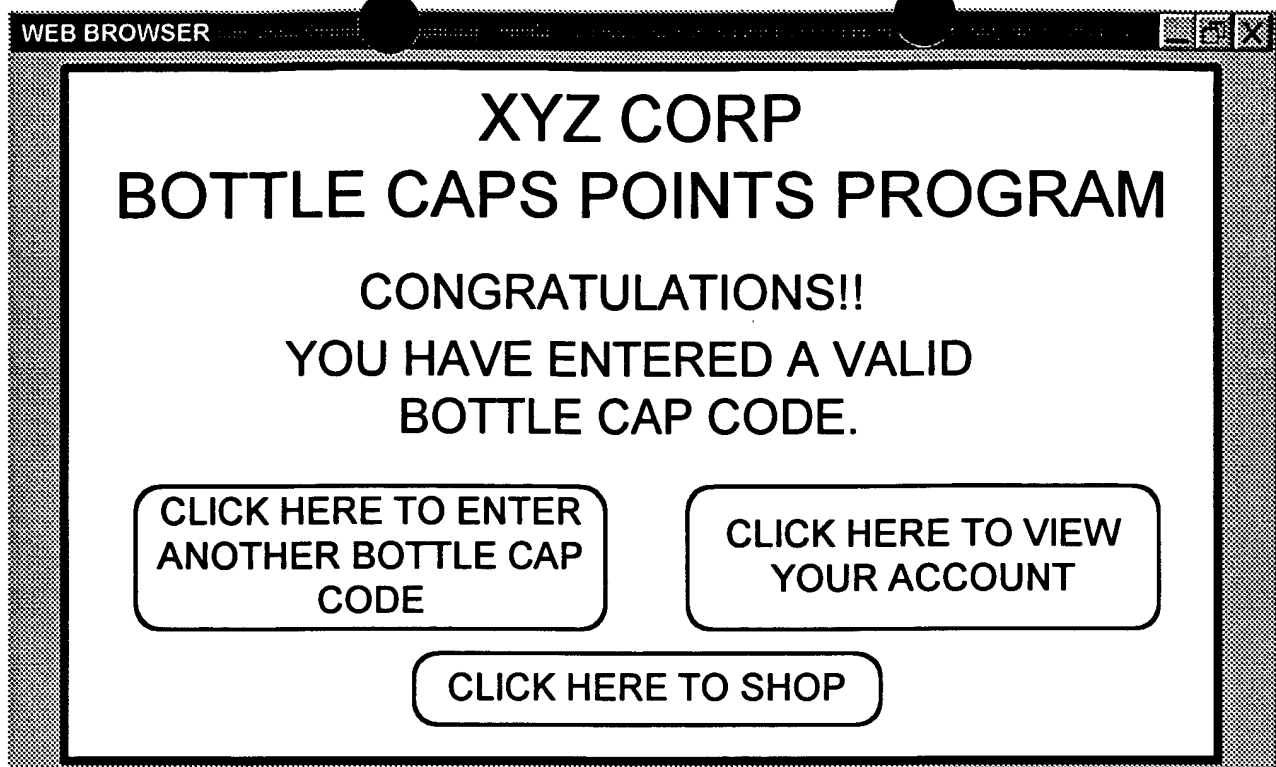 WEB BROWSER
XYZ CORP
BOTTLE CAPS POINTS PROGRAM
CONGRATULATIONS!!
YOU HAVE ENTERED A VALID
BOTTLE CAP CODE.
CLICK HERE TO ENTER
ANOTHER BOTTLE CAP
CODE
CLICK HERE TO VIEW
YOUR ACCOUNT
CLICK HERE TO SHOP